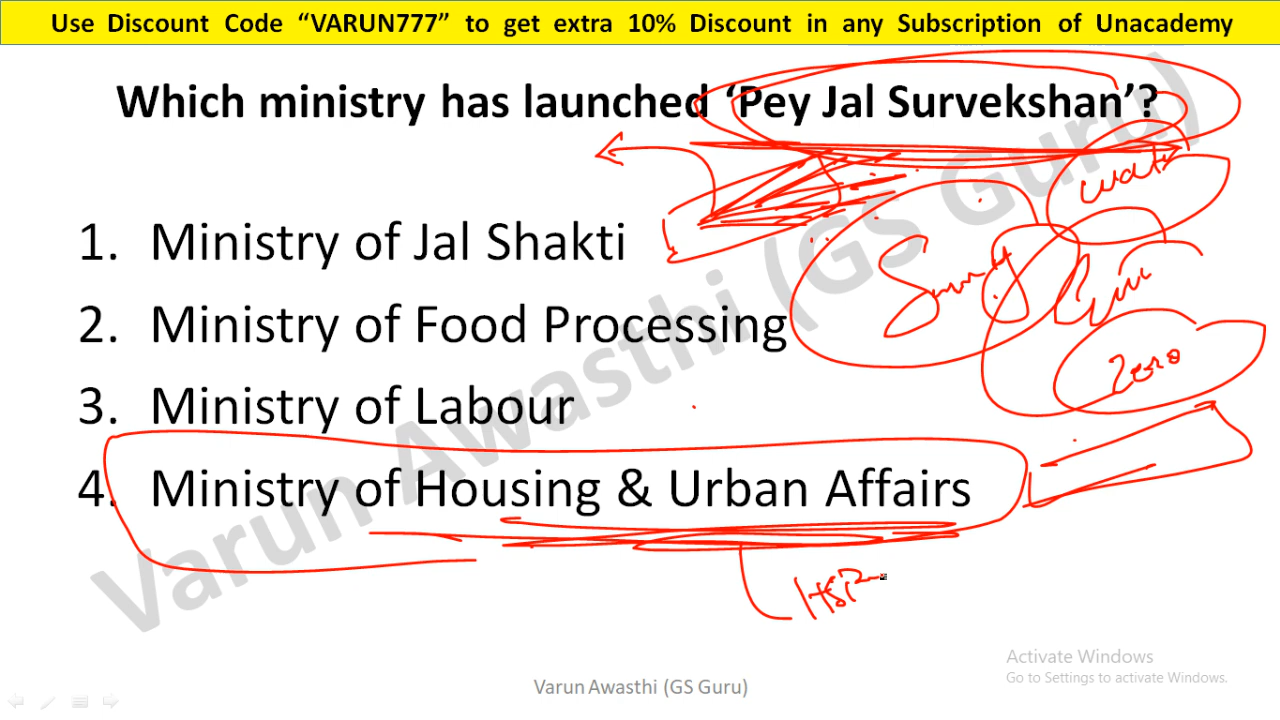 Use Discount Code “VARUN777” to get extra 10% Discount in any Subscription of Unacademy
Which ministry has launched ‘Pey Jal Survekshan’?
1. Ministry of Jal Shakti
2. Ministry of Food Processing
3. Ministry of Labour
4. Ministry of Housing & Urban Affairs
Zero
Varun Awasthi (GS Guru)
Activate Windows
Go to Settings to activate Windows.
Varun Awasthi (GS Guru)